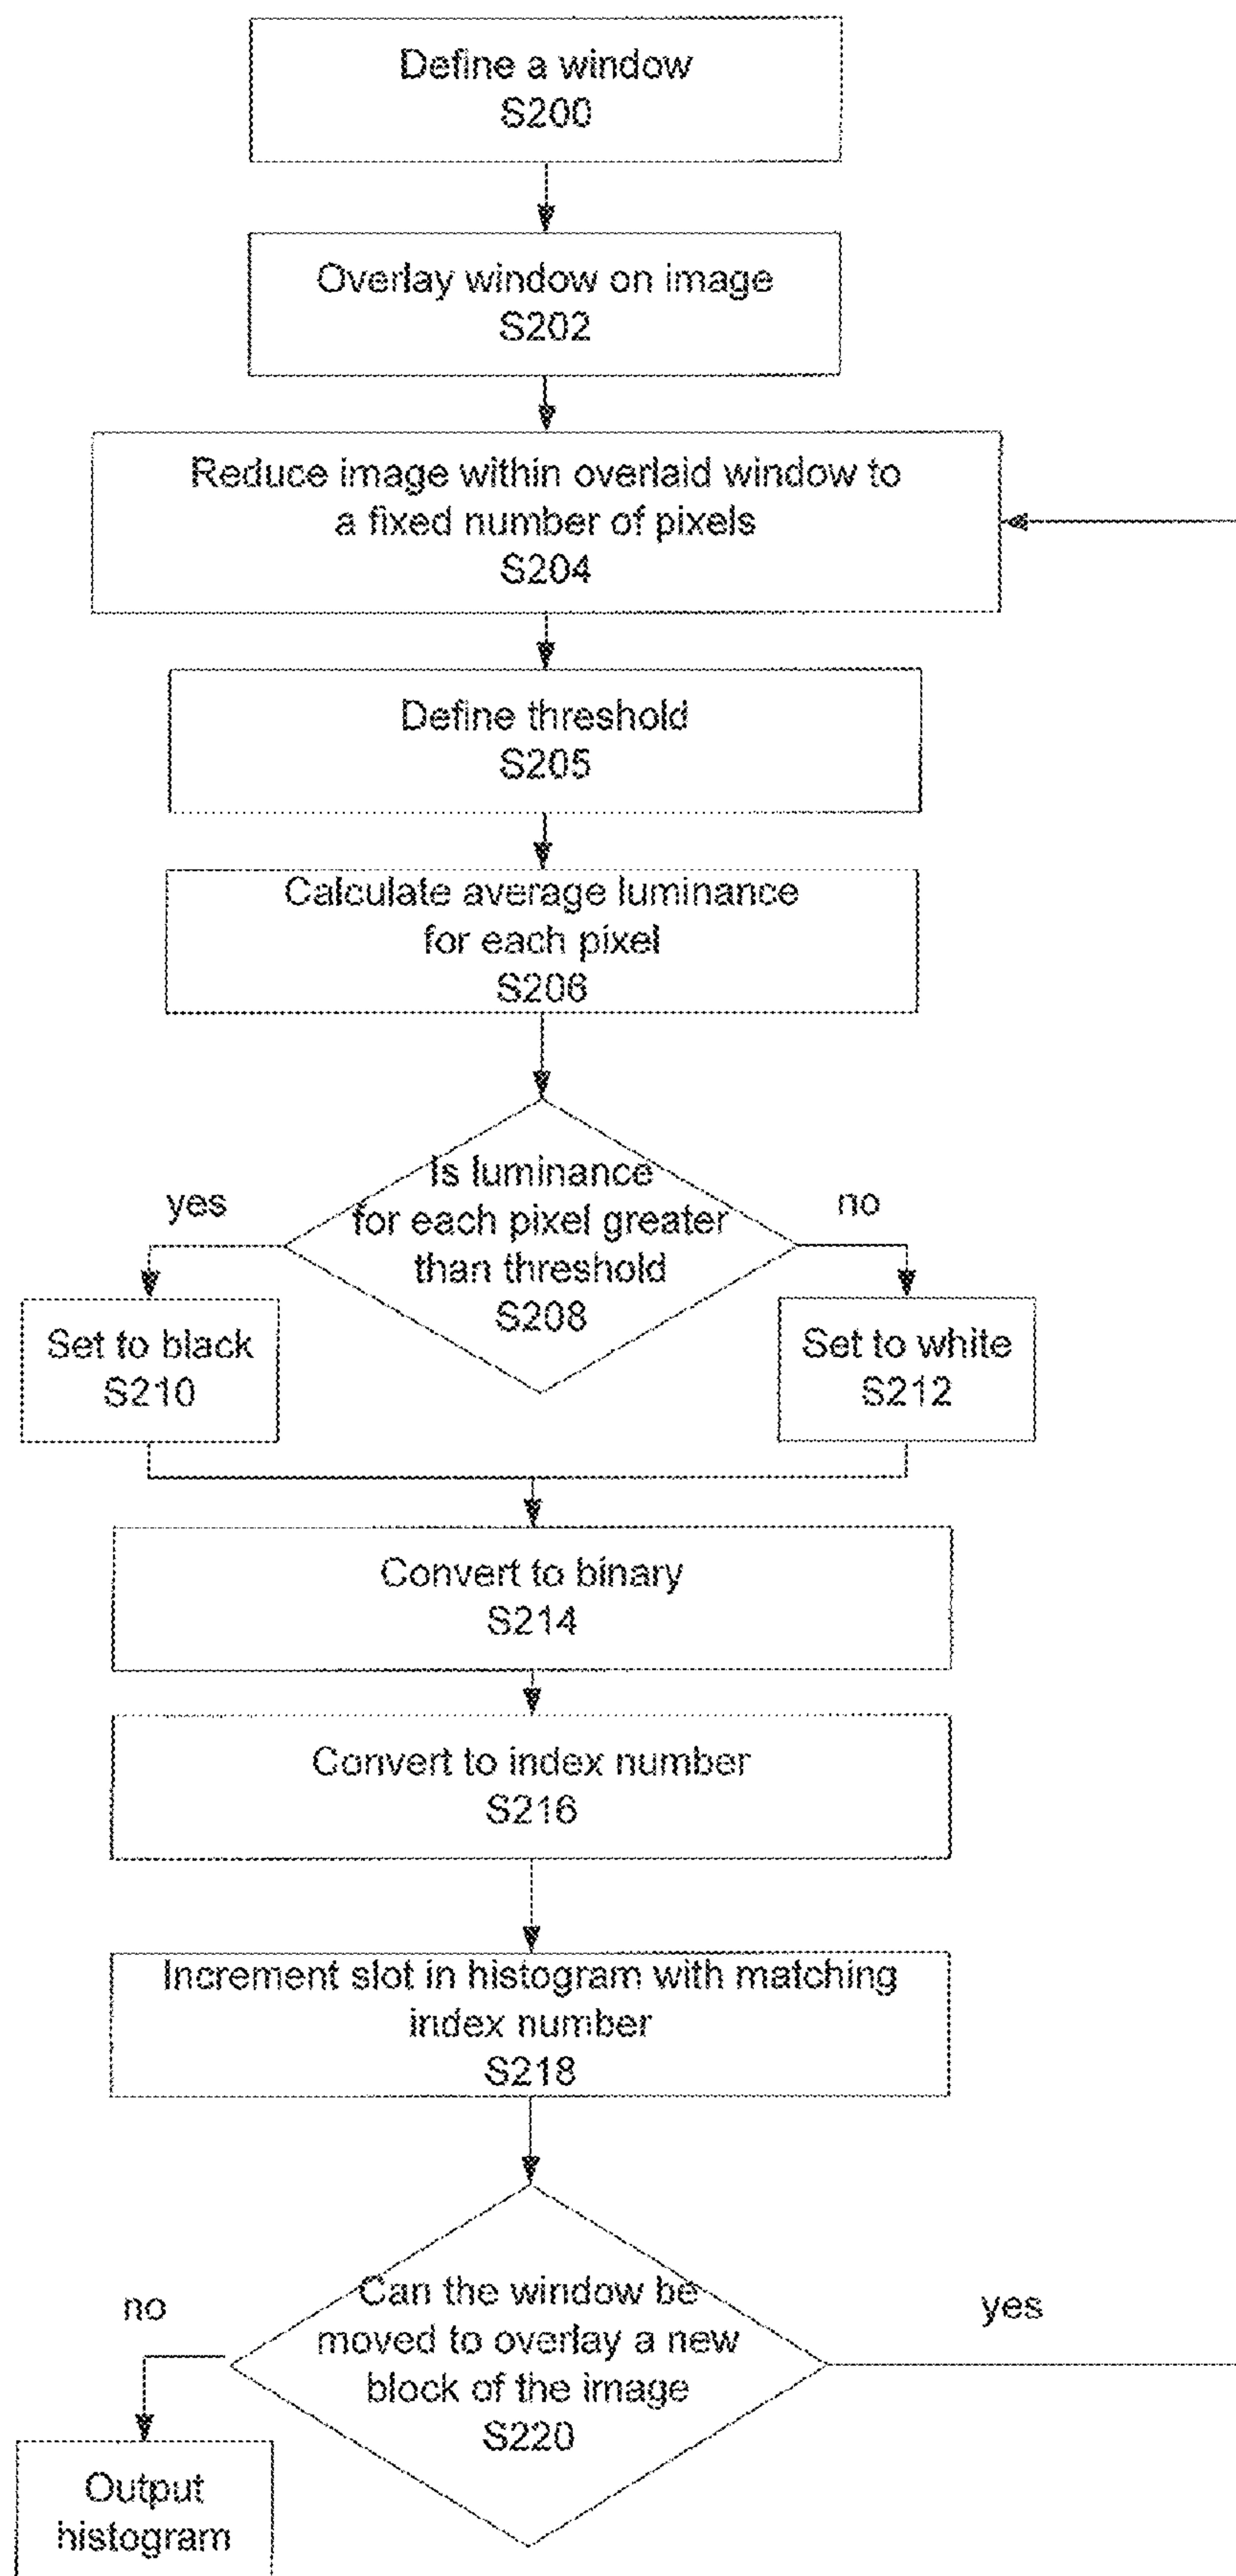 Define a window
S200
Overlay window on image
S202
Reduce image within overlaid window to
a fixed number of pixels
S204
Define threshold
S205
Calculate average luminance
for each pixel
S206
Is luminance
for each pixel greater
than threshold
S208
yes
no
Set to black
S210
Set to white
S212
Convert to binary
S214
Convert to index number
S216
Increment slot in histogram with matching
index number
S218
Can the window be
moved to overlay a new
block of the image
S220
no
yes
Output
histogram